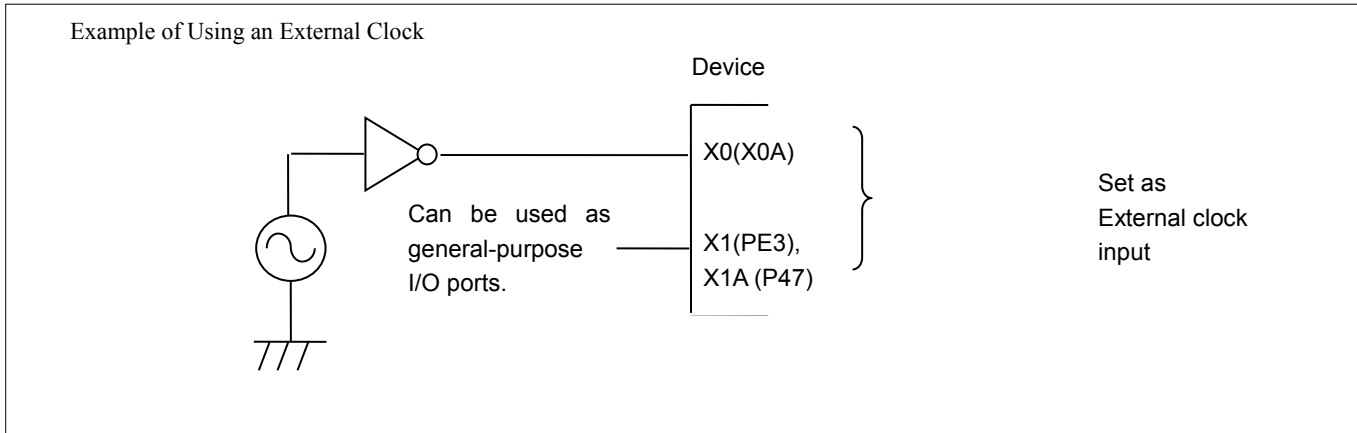 Example of Using an External Clock
Device
X0(X0A)
Can be used as
general-purpose
I/O ports.
X1(PE3),
X1A (P47)
Set as
External clock
input